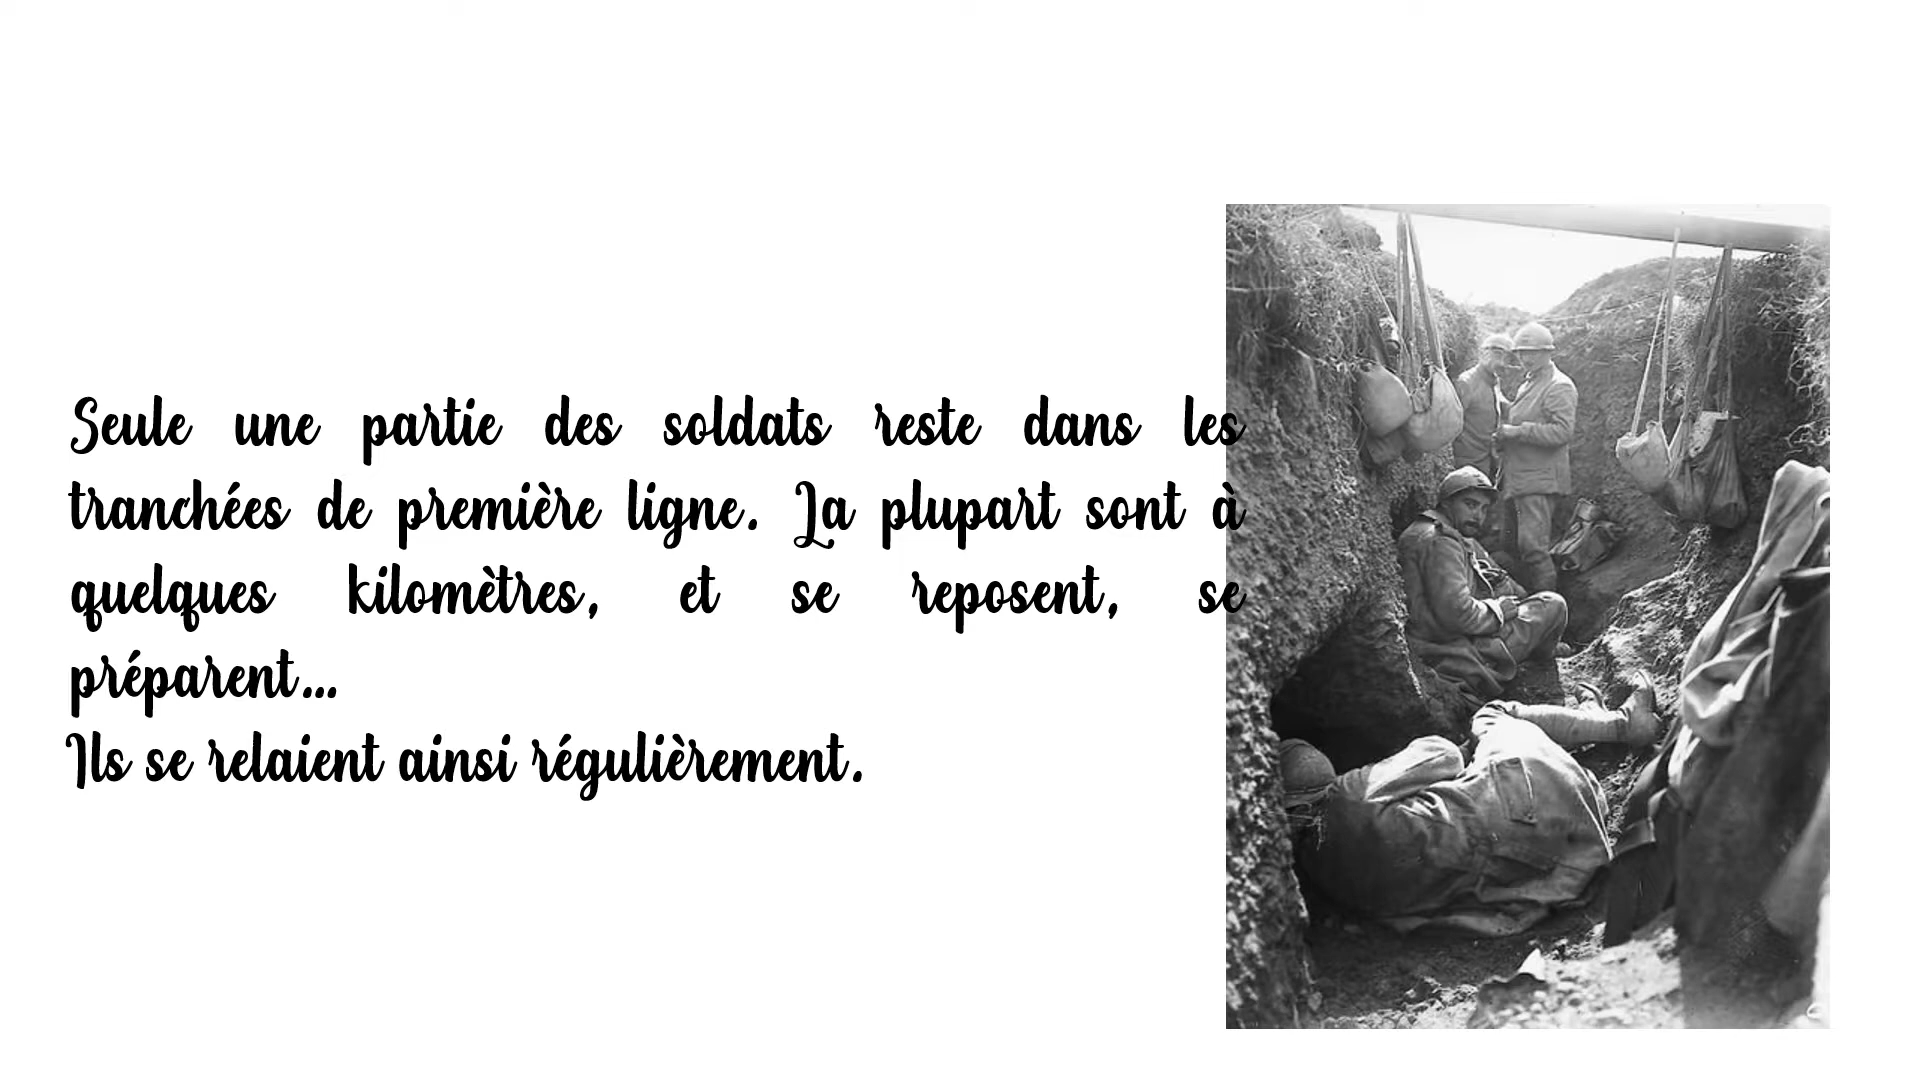 Seule une partie des soldats reste dans les
tranchées de première ligne. La plupart sont à
quelques kilomètres, et se reposent, se
préparent...
Ils se relaient ainsi régulièrement.